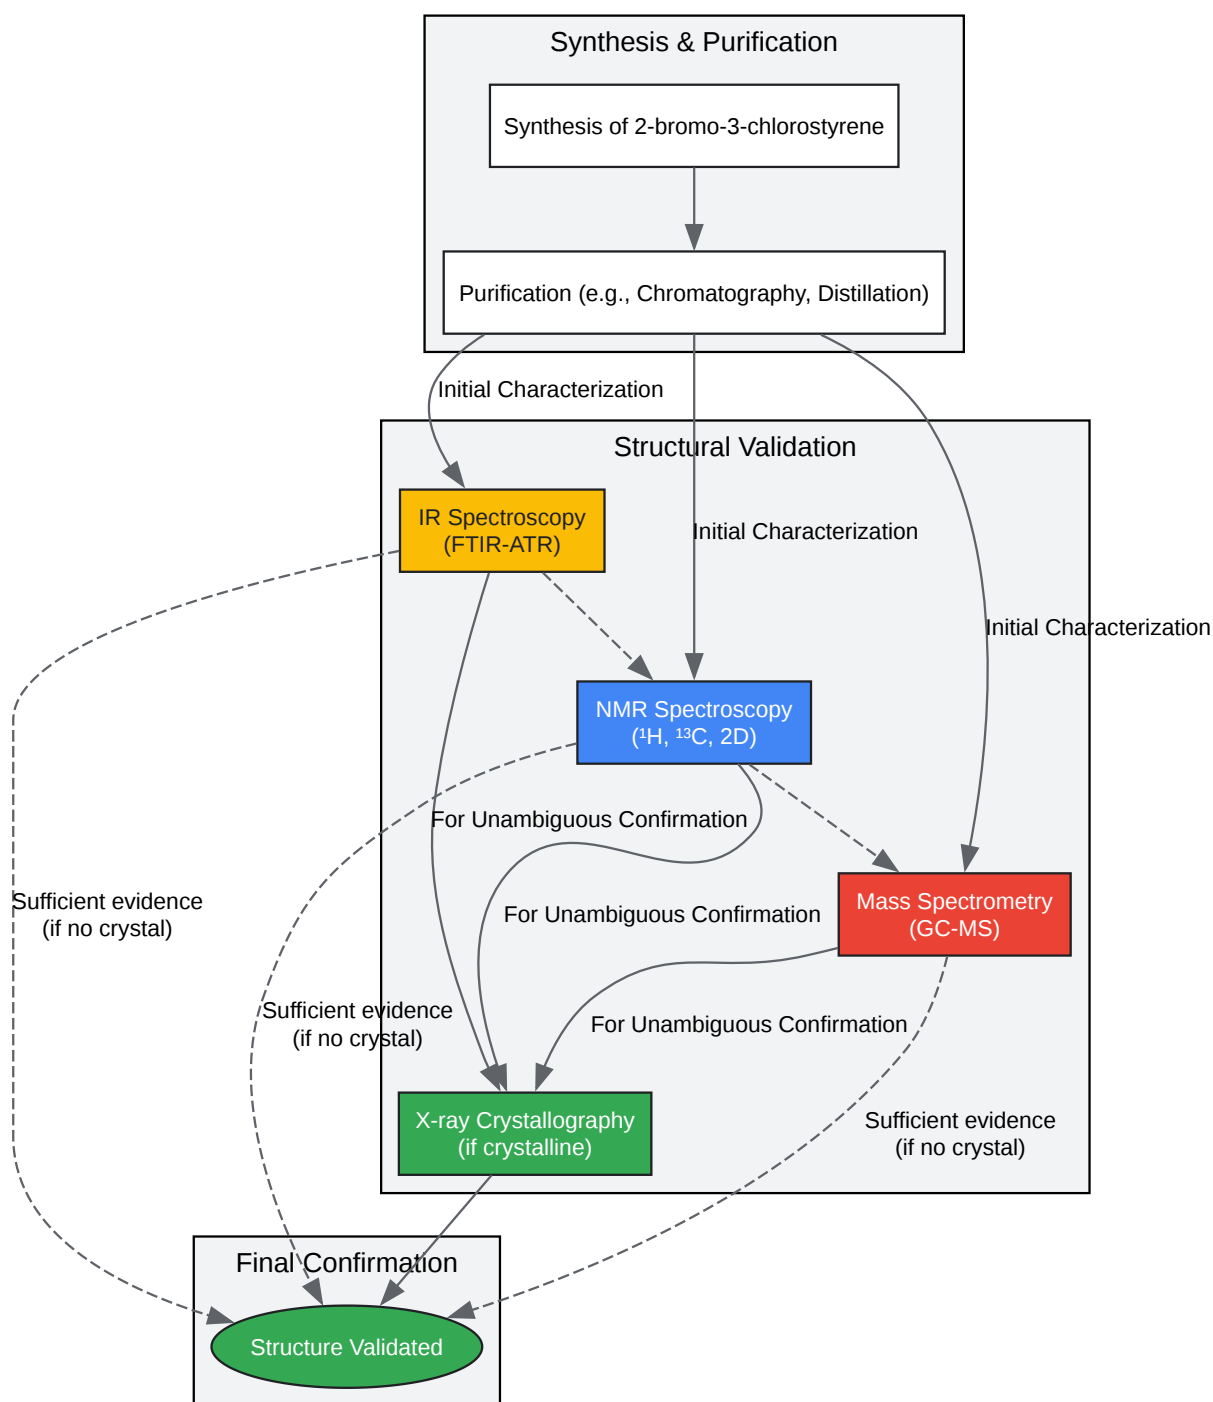 Synthesis & Purification
Synthesis of 2-bromo-3-chlorostyrene
Purification (e.g., Chromatography, Distillation)
Initial Characterization
Structural Validation
IR Spectroscopy
(FTIR-ATR)
Initial Characterization
Initial Characterization
NMR Spectroscopy
(¹H, ¹³C, 2D)
For Unambiguous Confirmation
Sufficient evidence
(if no crystal)
Mass Spectrometry
(GC-MS)
For Unambiguous Confirmation
Sufficient evidence
(if no crystal)
For Unambiguous Confirmation
X-ray Crystallography
(if crystalline)
Sufficient evidence
(if no crystal)
Final Confirmation
Structure Validated